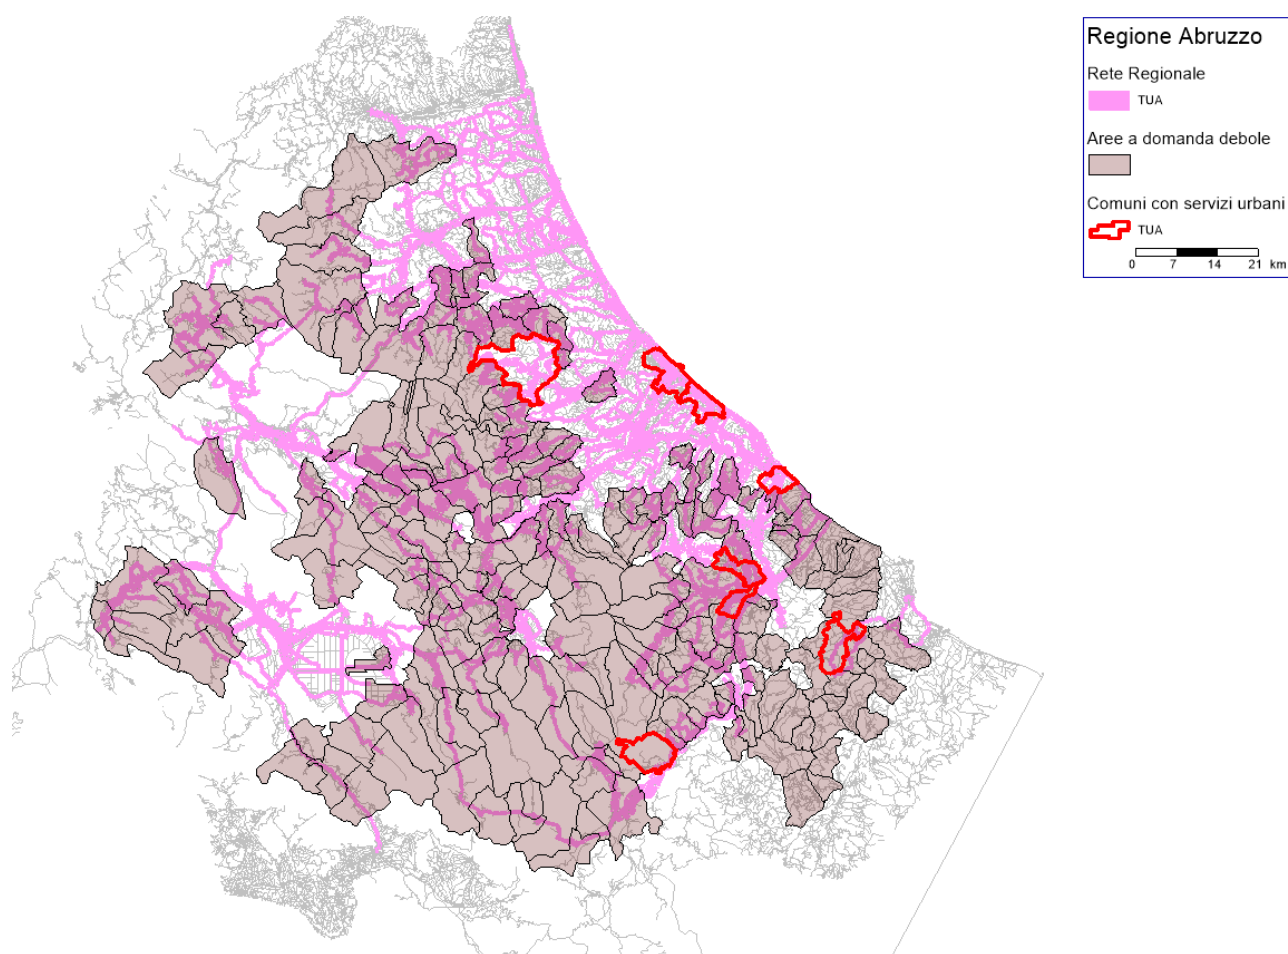 Regione Abruzzo
Rete Regionale
TUA
Aree a domanda debole
Comuni con servizi urbani
TUA
0 7 14 21 km